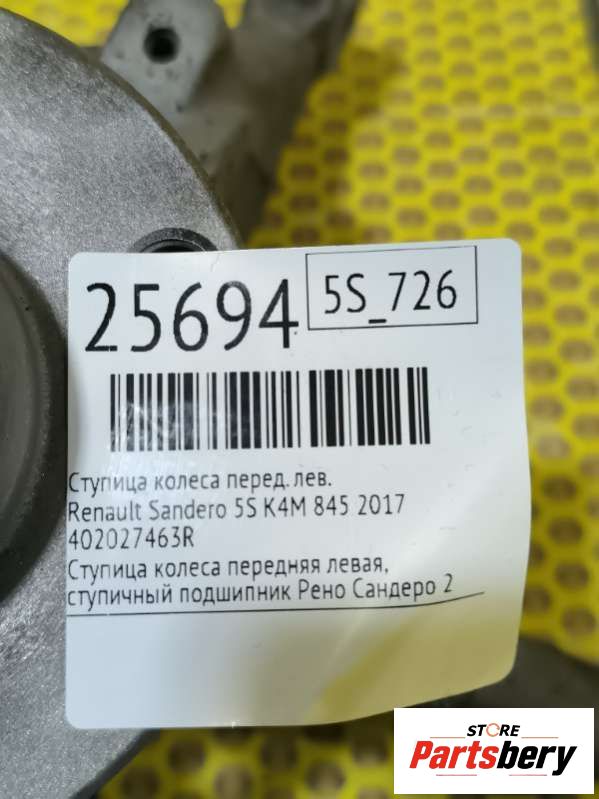 25694
5S_726
Ступица колеса перед. лев.
Renault Sandero 5S K4M 845 2017
402027463R
Ступица колеса передняя левая,
ступичный подшипник Рено Сандеро 2
STORE
Partsbery